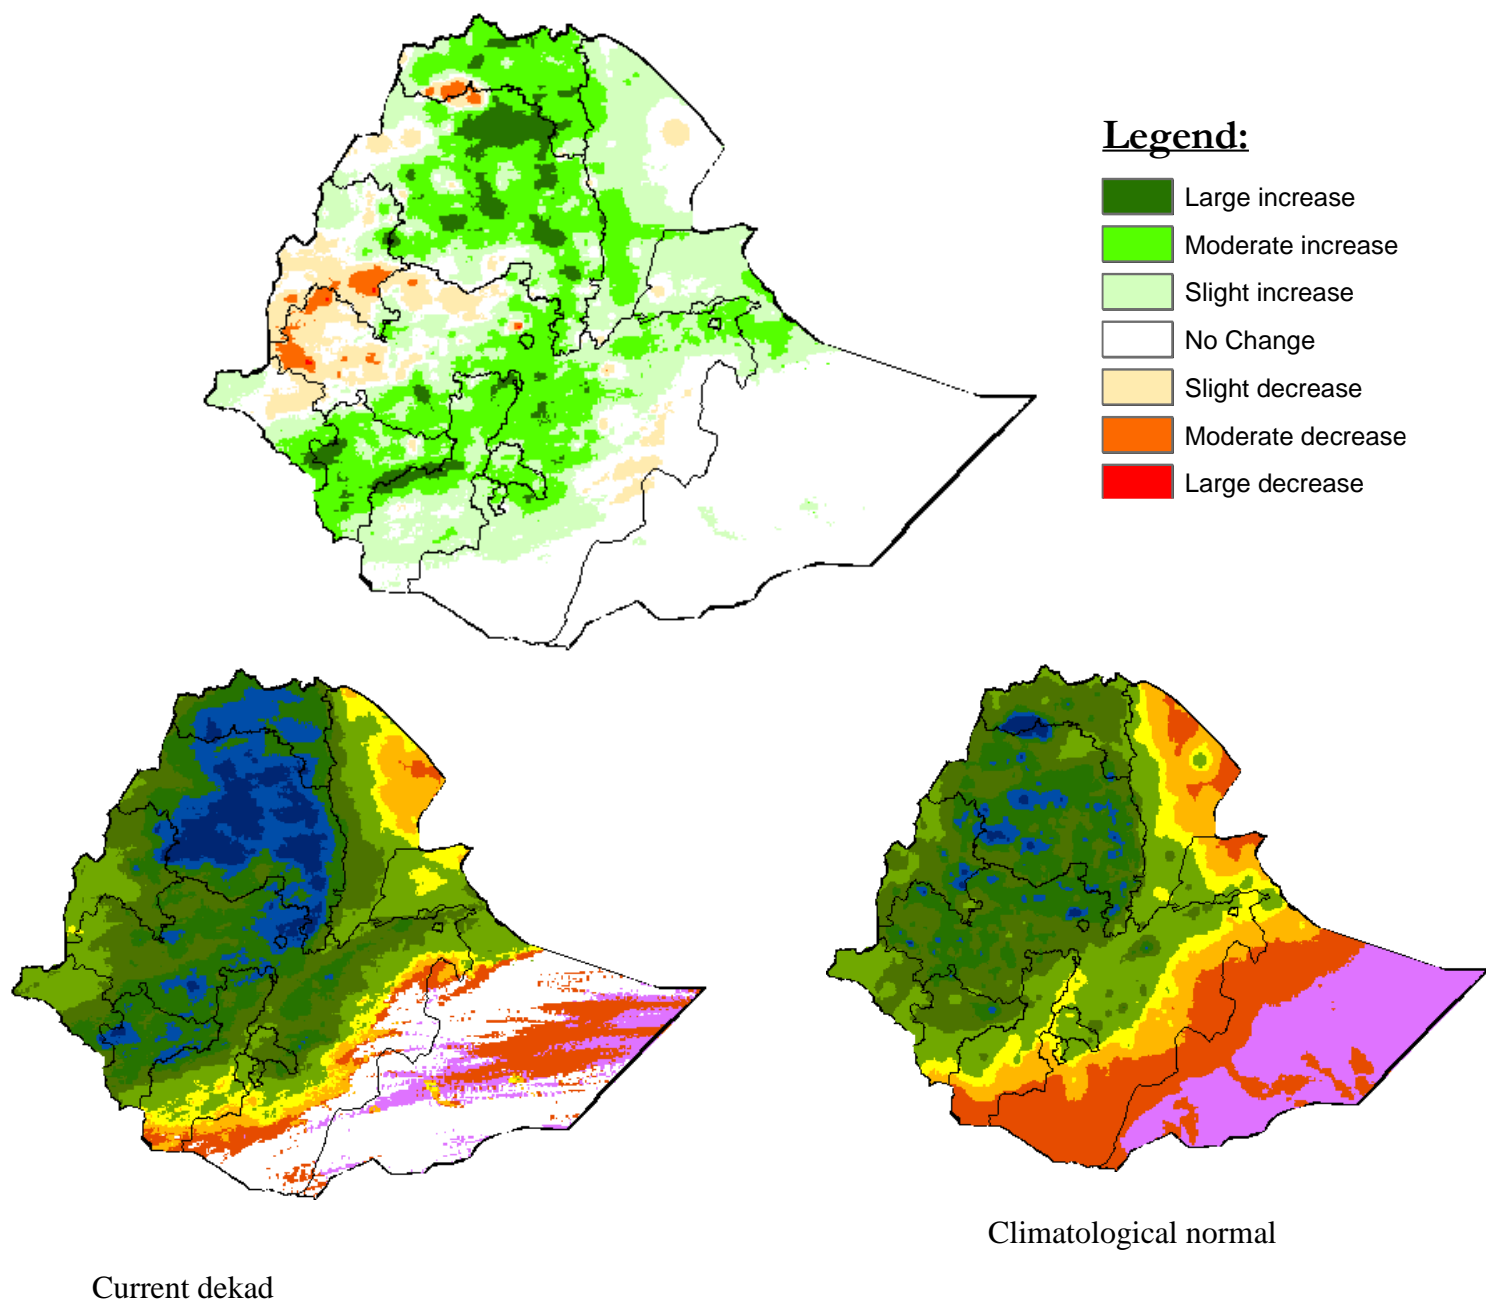 Legend:
Large increase
Moderate increase
Slight increase
No Change
Slight decrease
Moderate decrease
Large decrease
Climatological normal
Current dekad